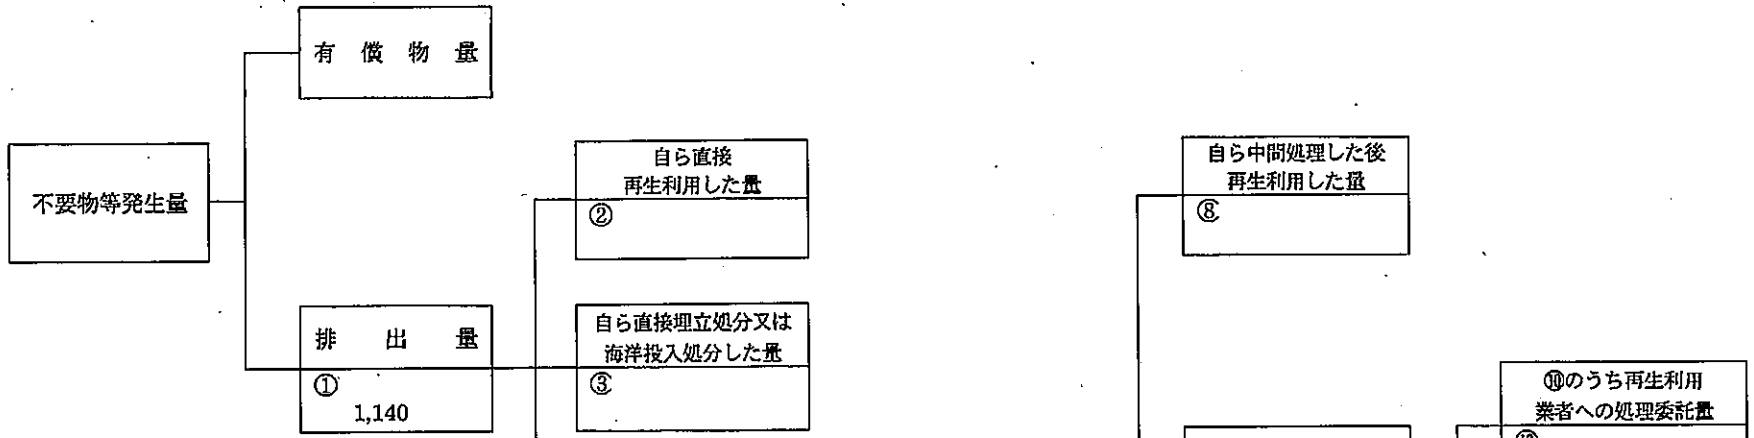 有償物量
不要物等発生量
自ら直接
再生利用した量
②
自ら中間処理した後
再生利用した量
⑧
排出量
①
1,140
自ら直接埋立処分又は
海洋投入処分した量
③
⑩のうち再生利用
業者への処理委託量